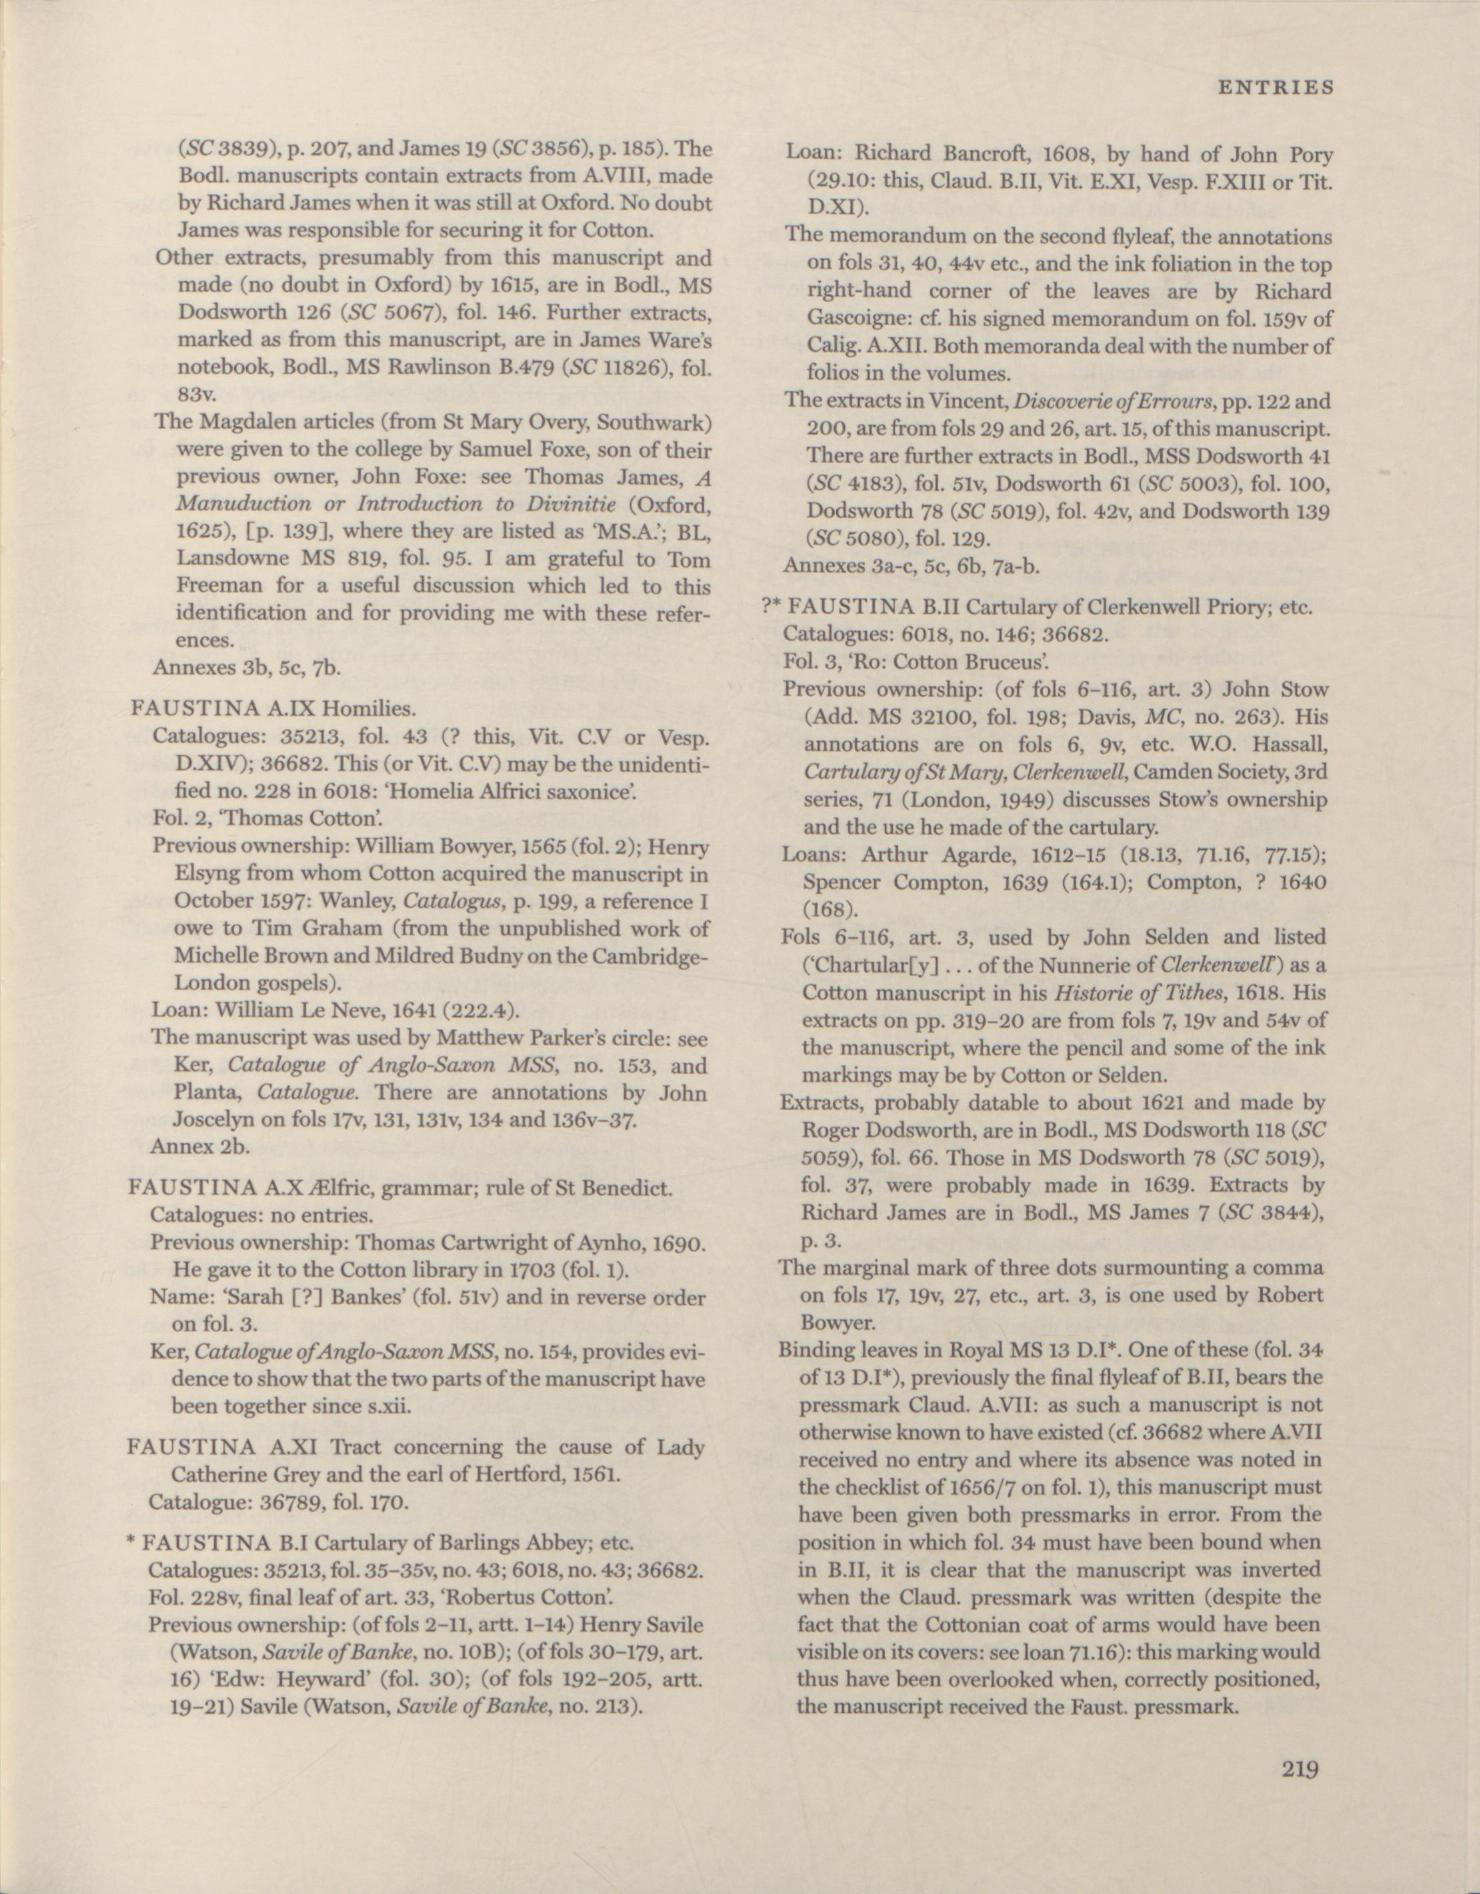 ENTRIES
(SC 3839), p. 207, and James 19 (SC 3856), p. 185). The
Bodl. manuscripts contain extracts from A.VIII, made
by Richard James when it was still at Oxford. No doubt
James was responsible for securing it for Cotton.
Other extracts, presumably from this manuscript and
made (no doubt in Oxford) by 1615, are in Bodl., MS
Dodsworth 126 (SC 5067), fol. 146. Further extracts,
marked as from this manuscript, are in James Ware's
notebook, Bodl., MS Rawlinson B.479 (SC 11826), fol.
83v.
The Magdalen articles (from St Mary Overy, Southwark)
were given to the college by Samuel Foxe, son of their
previous owner, John Foxe: see Thomas James, A
Manuduction or Introduction to Divinitie (Oxford,
1625), [p. 139], where they are listed as 'MS.A.'; BL,
Lansdowne MS 819, fol. 95. I am grateful to Tom
Freeman for a useful discussion which led to this
identification and for providing me with these refer-
ences.
Annexes 3b, 5c, 7b.
FAUSTINA A.IX Homilies.
Catalogues: 35213, fol. 43 (? this, Vit. C.V or Vesp.
D.XIV); 36682. This (or Vit. C.V) may be the unidenti-
fied no. 228 in 6018: 'Homelia Alfrici saxonice'.
Fol. 2, 'Thomas Cotton'.
Previous ownership: William Bowyer, 1565 (fol. 2); Henry
Elsyng from whom Cotton acquired the manuscript in
October 1597: Wanley, Catalogus, p. 199, a reference I
owe to Tim Graham (from the unpublished work of
Michelle Brown and Mildred Budny on the Cambridge-
London gospels).
Loan: William Le Neve, 1641 (222.4).
The manuscript was used by Matthew Parker's circle: see
Ker, Catalogue of Anglo-Saxon MSS, no. 153, and
Planta, Catalogue. There are annotations by John
Joscelyn on fols 17v, 131, 131v, 134 and 136v–37.
Annex 2b.
FAUSTINA A.X Ælfric, grammar; rule of St Benedict.
Catalogues: no entries.
Previous ownership: Thomas Cartwright of Aynho, 1690.
He gave it to the Cotton library in 1703 (fol. 1).
Name: 'Sarah [?] Bankes' (fol. 51v) and in reverse order
on fol. 3.
Ker, Catalogue of Anglo-Saxon MSS, no. 154, provides evi-
dence to show that the two parts of the manuscript have
been together since s.xii.
FAUSTINA A.XI Tract concerning the cause of Lady
Catherine Grey and the earl of Hertford, 1561.
Catalogue: 36789, fol. 170.
* FAUSTINA B.I Cartulary of Barlings Abbey; etc.
Catalogues: 35213, fol. 35–35v, no. 43; 6018, no. 43; 36682.
Fol. 228v, final leaf of art. 33, 'Robertus Cotton'.
Previous ownership: (of fols 2–11, artt. 1–14) Henry Savile
(Watson, Savile of Banke, no. 10B); (of fols 30–179, art.
16) 'Edw: Heyward' (fol. 30); (of fols 192–205, artt.
19–21) Savile (Watson, Savile of Banke, no. 213).
Loan: Richard Bancroft, 1608, by hand of John Pory
(29.10: this, Claud. B.II, Vit. E.XI, Vesp. F.XIII or Tit.
D.XI).
The memorandum on the second flyleaf, the annotations
on fols 31, 40, 44v etc., and the ink foliation in the top
right-hand corner of the leaves are by Richard
Gascoigne: cf. his signed memorandum on fol. 159v of
Calig. A.XII. Both memoranda deal with the number of
folios in the volumes.
The extracts in Vincent, Discoverie of Errours, pp. 122 and
200, are from fols 29 and 26, art. 15, of this manuscript.
There are further extracts in Bodl., MSS Dodsworth 41
(SC 4183), fol. 51v, Dodsworth 61 (SC 5003), fol. 100,
Dodsworth 78 (SC 5019), fol. 42v, and Dodsworth 139
(SC 5080), fol. 129.
Annexes 3a-c, 5c, 6b, 7a-b.
?* FAUSTINA B.II Cartulary of Clerkenwell Priory; etc.
Catalogues: 6018, no. 146; 36682.
Fol. 3, 'Ro: Cotton Bruceus'.
Previous ownership: (of fols 6–116, art. 3) John Stow
(Add. MS 32100, fol. 198; Davis, MC, no. 263). His
annotations are on fols 6, 9v, etc. W.O. Hassall,
Cartulary of St Mary, Clerkenwell, Camden Society, 3rd
series, 71 (London, 1949) discusses Stow's ownership
and the use he made of the cartulary.
Loans: Arthur Agarde, 1612–15 (18.13, 71.16, 77.15);
Spencer Compton, 1639 (164.1); Compton, ? 1640
(168).
Fols 6–116, art. 3, used by John Selden and listed
('Chartular[y] . . . of the Nunnerie of Clerkenwell') as a
Cotton manuscript in his Historie of Tithes, 1618. His
extracts on pp. 319–20 are from fols 7, 19v and 54v of
the manuscript, where the pencil and some of the ink
markings may be by Cotton or Selden.
Extracts, probably datable to about 1621 and made by
Roger Dodsworth, are in Bodl., MS Dodsworth 118 (SC
5059), fol. 66. Those in MS Dodsworth 78 (SC 5019),
fol. 37, were probably made in 1639. Extracts by
Richard James are in Bodl., MS James 7 (SC 3844),
p. 3.
The marginal mark of three dots surmounting a comma
on fols 17, 19v, 27, etc., art. 3, is one used by Robert
Bowyer.
Binding leaves in Royal MS 13 D.I*. One of these (fol. 34
of 13 D.I*), previously the final flyleaf of B.II, bears the
pressmark Claud. A.VII: as such a manuscript is not
otherwise known to have existed (cf. 36682 where A.VII
received no entry and where its absence was noted in
the checklist of 1656/7 on fol. 1), this manuscript must
have been given both pressmarks in error. From the
position in which fol. 34 must have been bound when
in B.II, it is clear that the manuscript was inverted
when the Claud. pressmark was written (despite the
fact that the Cottonian coat of arms would have been
visible on its covers: see loan 71.16): this marking would
thus have been overlooked when, correctly positioned,
the manuscript received the Faust. pressmark.
219